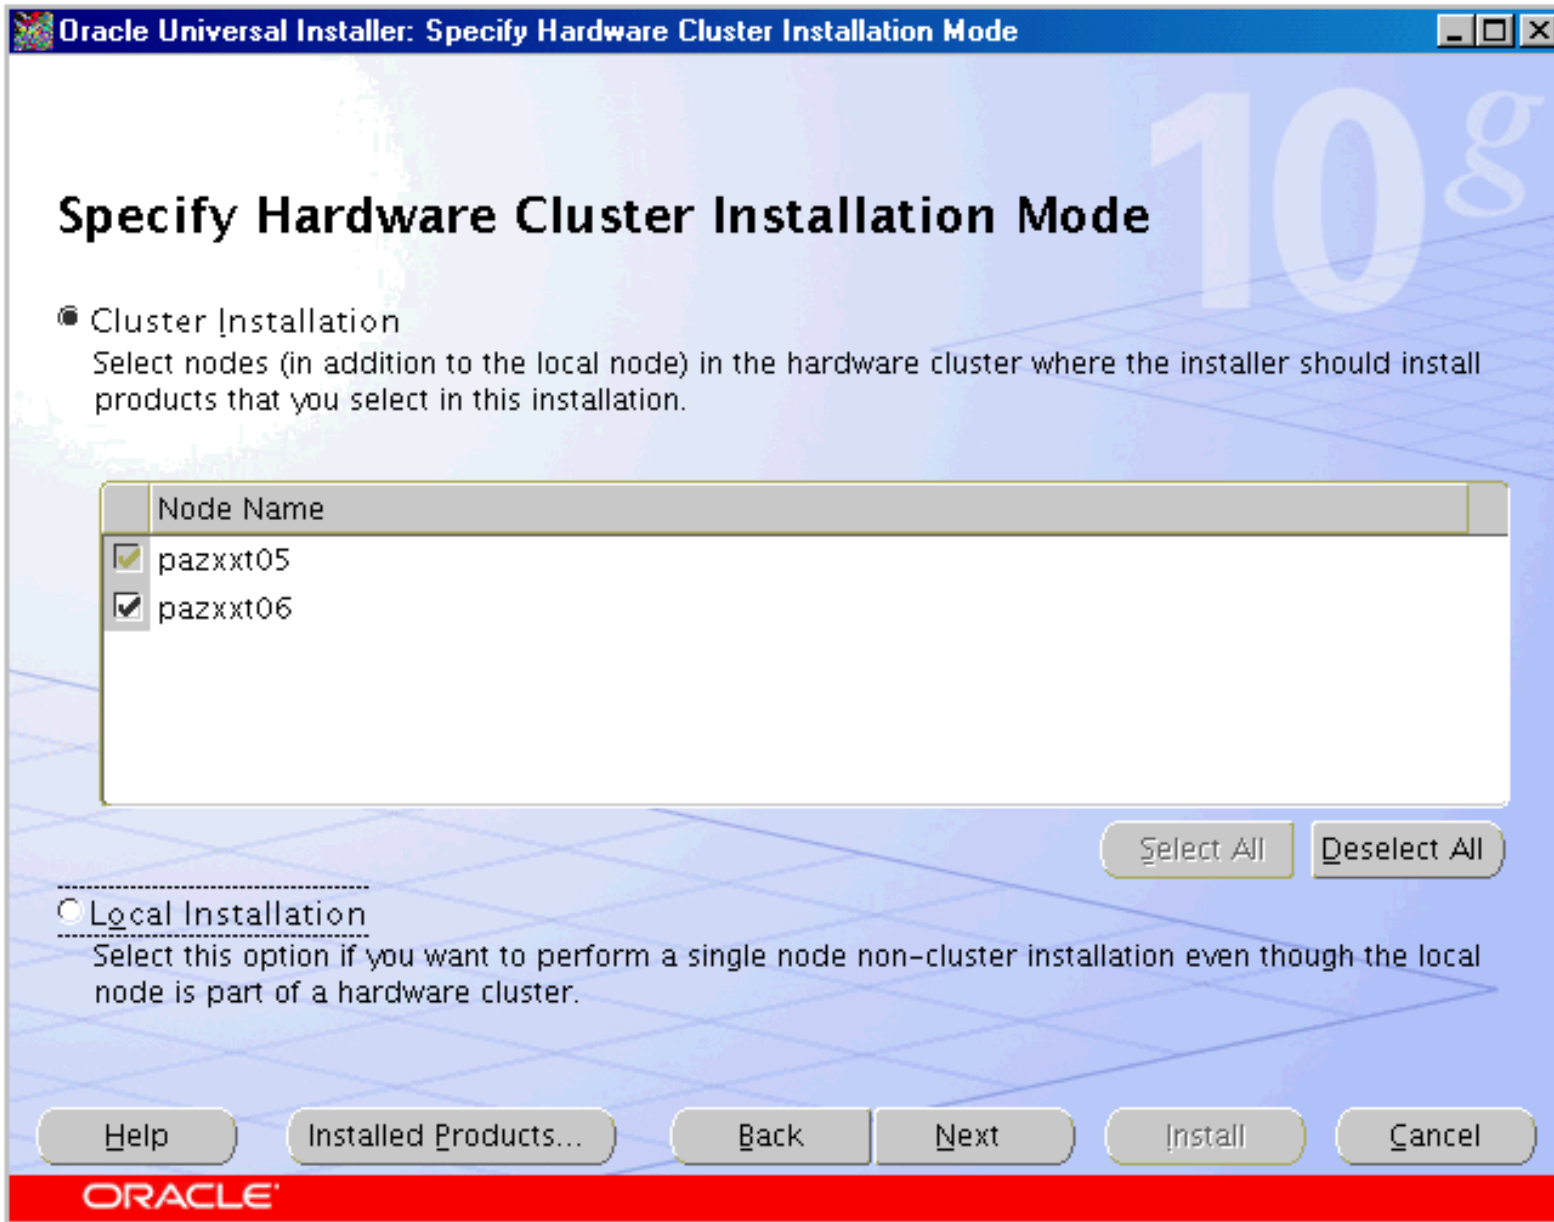 Oracle Universal Installer: Specify Hardware Cluster Installation Mode
10g
Specify Hardware Cluster Installation Mode
Cluster Installation
Select nodes (in addition to the local node) in the hardware cluster where the installer should install
products that you select in this installation.
Node Name
pazxxt05
pazxxt06
Select All Deselect All
Local Installation
Select this option if you want to perform a single node non-cluster installation even though the local
node is part of a hardware cluster.
Help Installed Products... Back Next Install Cancel
ORACLE